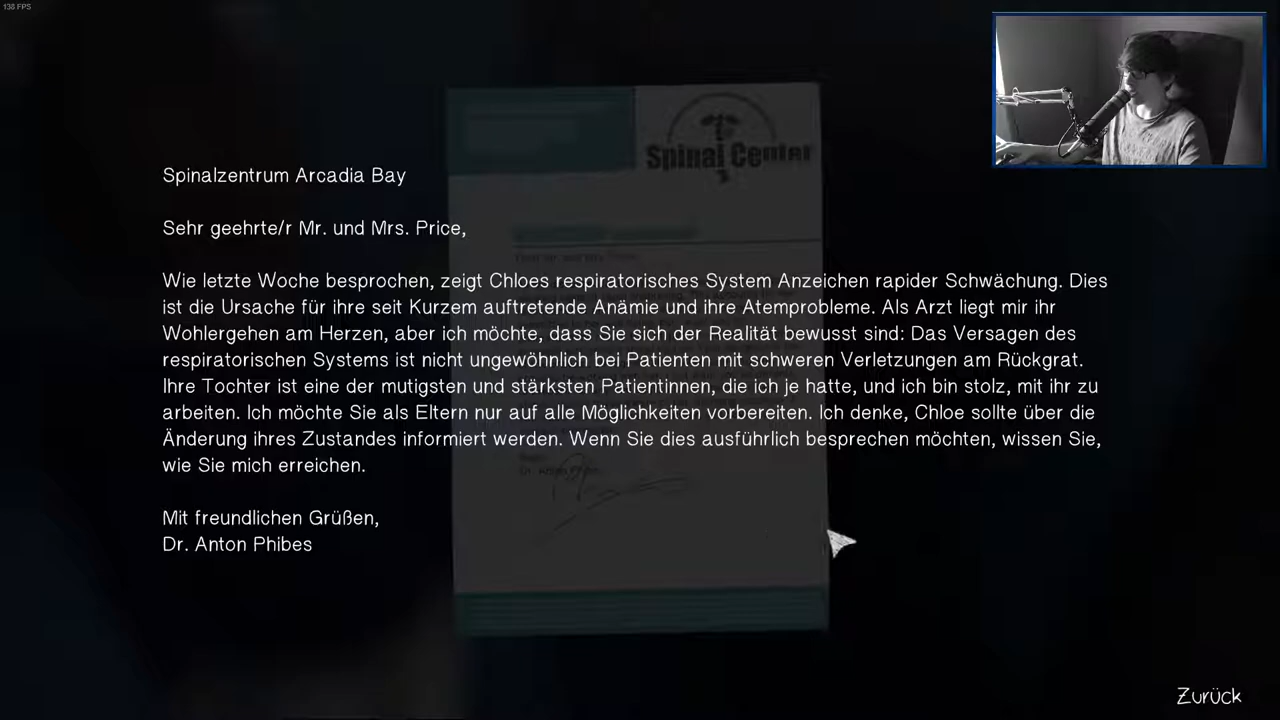 138 FPS
Spinal Center
Spinalzentrum Arcadia Bay
Sehr geehrte/r Mr. und Mrs. Price,
Wie letzte Woche besprochen, zeigt Chloes respiratorisches System Anzeichen rapider Schwächung. Dies
ist die Ursache für ihre seit Kurzem auftretende Anämie und ihre Atemprobleme. Als Arzt liegt mir ihr
Wohlergehen am Herzen, aber ich möchte, dass Sie sich der Realität bewusst sind: Das Versagen des
respiratorischen Systems ist nicht ungewöhnlich bei Patienten mit schweren Verletzungen am Rückgrat.
Ihre Tochter ist eine der mutigsten und stärksten Patientinnen, die ich je hatte, und ich bin stolz, mit ihr zu
arbeiten. Ich möchte Sie als Eltern nur auf alle Möglichkeiten vorbereiten. Ich denke, Chloe sollte über die
Änderung ihres Zustandes informiert werden. Wenn Sie dies ausführlich besprechen möchten, wissen Sie,
wie Sie mich erreichen.
Mit freundlichen Grüßen,
Dr. Anton Phibes
Zurück